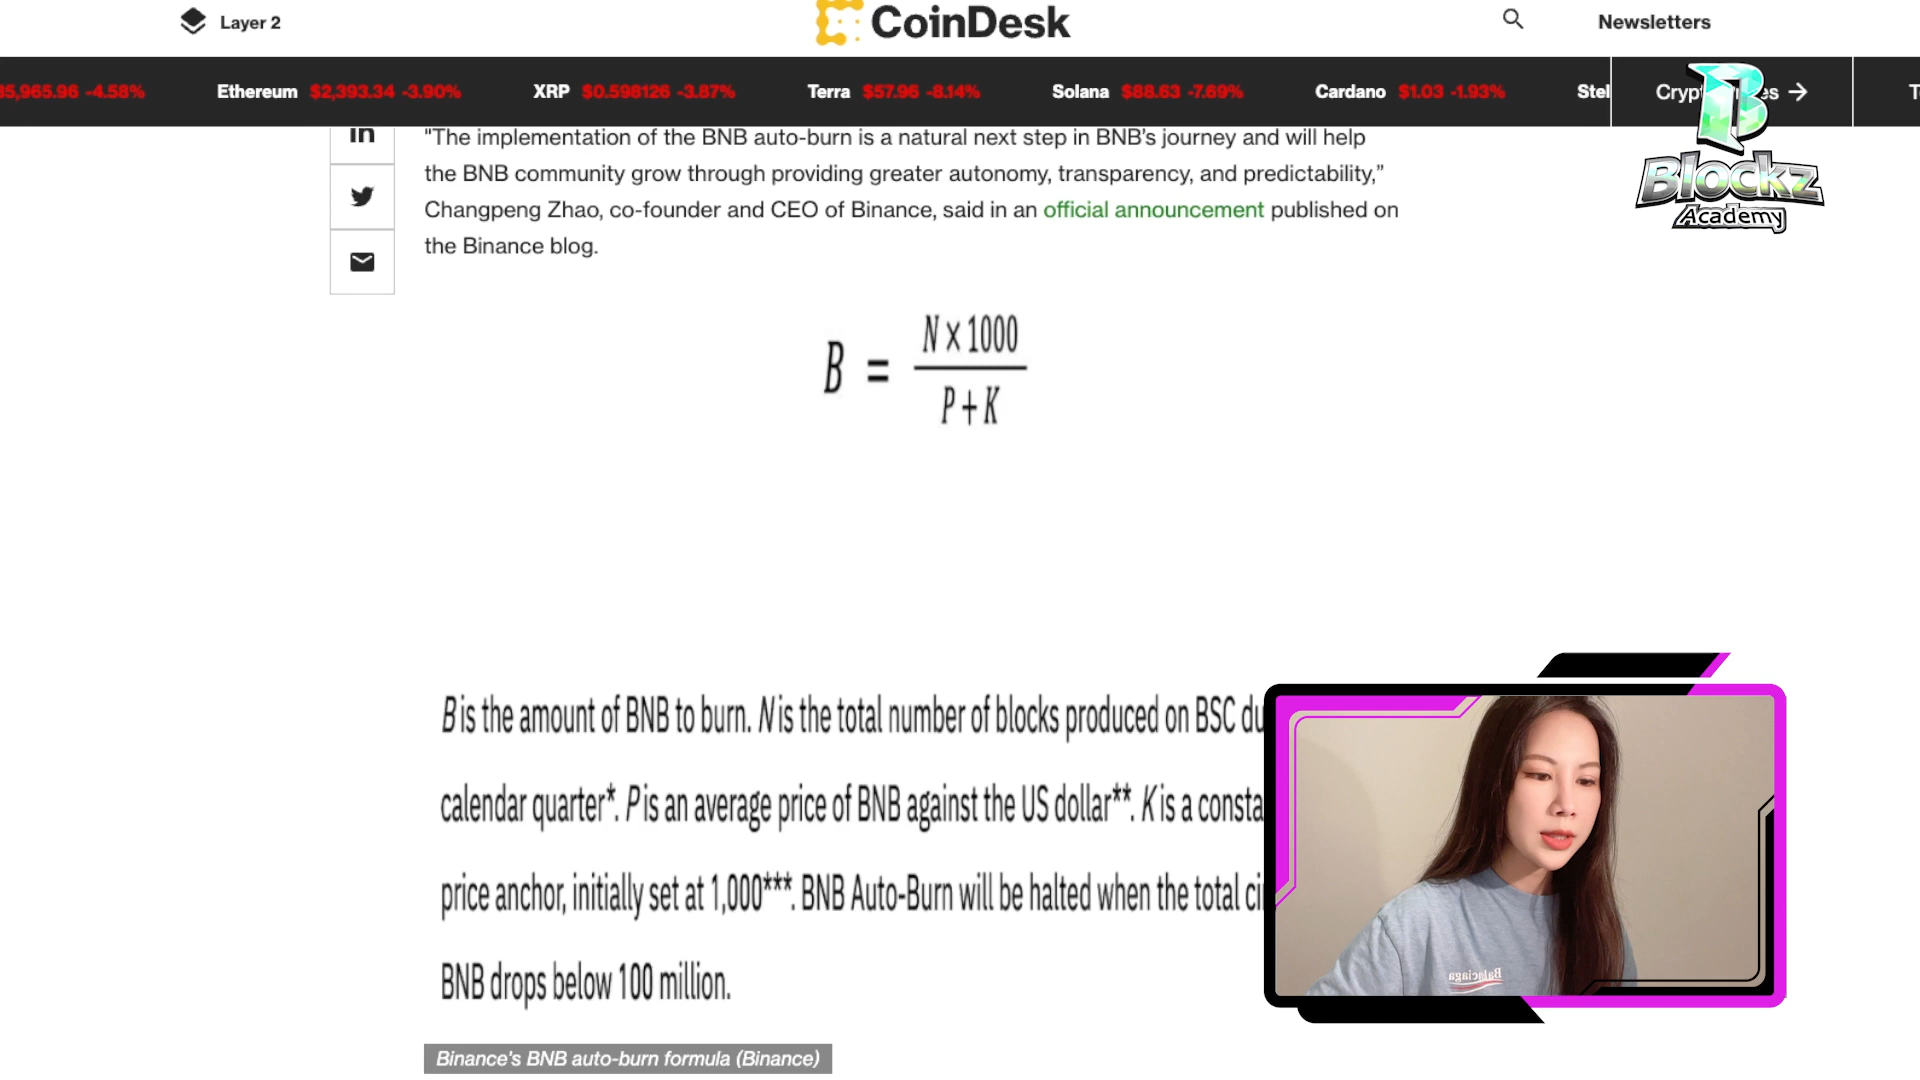 Layer 2
CoinDesk
Newsletters
5,965.96 -4.58% Ethereum $2,393.34 -3.90% XRP $0.598126 -3.87% Terra $57.96 -8.14% Solana $88.63 -7.69% Cardano $1.03 -1.93% Stel
Blockz
Academy
in
"The implementation of the BNB auto-burn is a natural next step in BNB's journey and will help
the BNB community grow through providing greater autonomy, transparency, and predictability,"
Changpeng Zhao, co-founder and CEO of Binance, said in an official announcement published on
the Binance blog.
B = N × 1000
P + K
B is the amount of BNB to burn. N is the total number of blocks produced on BSC du
calendar quarter*. P is an average price of BNB against the US dollar**. K is a consta
price anchor, initially set at 1,000***. BNB Auto-Burn will be halted when the total ci
BNB drops below 100 million.
Balenciaga
Binance's BNB auto-burn formula (Binance)